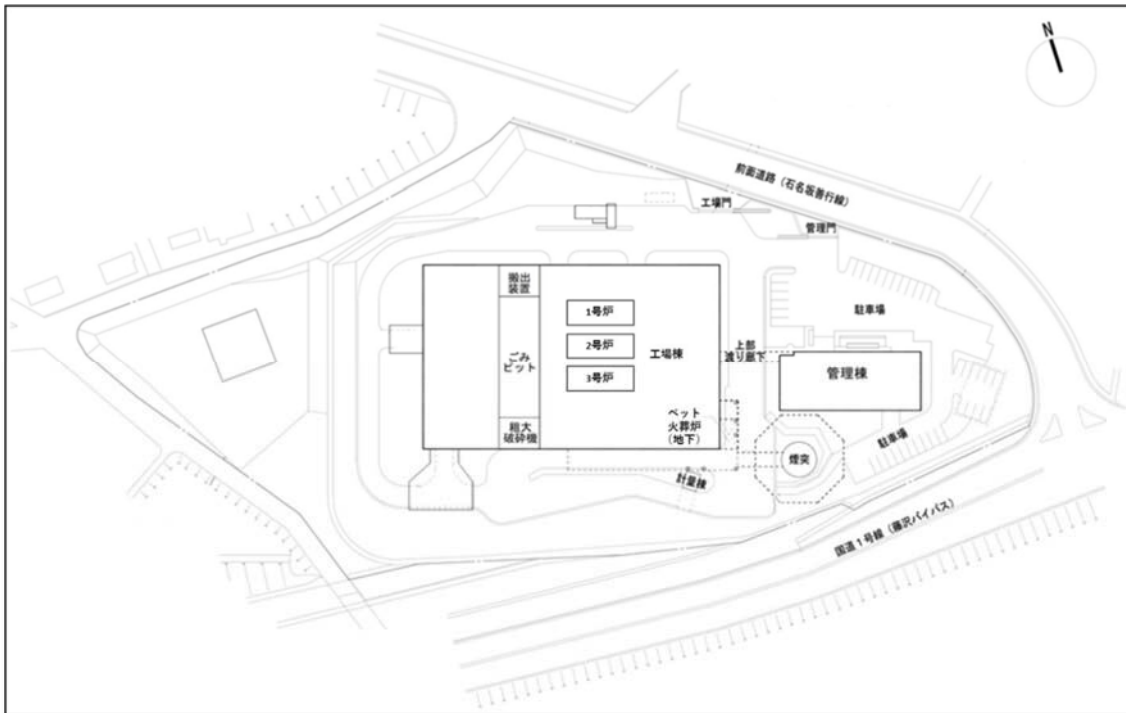 N
前面道路（石名坂善行線）
工場門
管理門
搬出
装置
1号炉
駐車場
2号炉
工場棟
上部
渡り廊下
ごみ
ピット
3号炉
管理棟
ペット
火葬炉
（地下）
粗大
破砕機
駐車場
煙突
計量棟
国道1号線（藤沢バイパス）